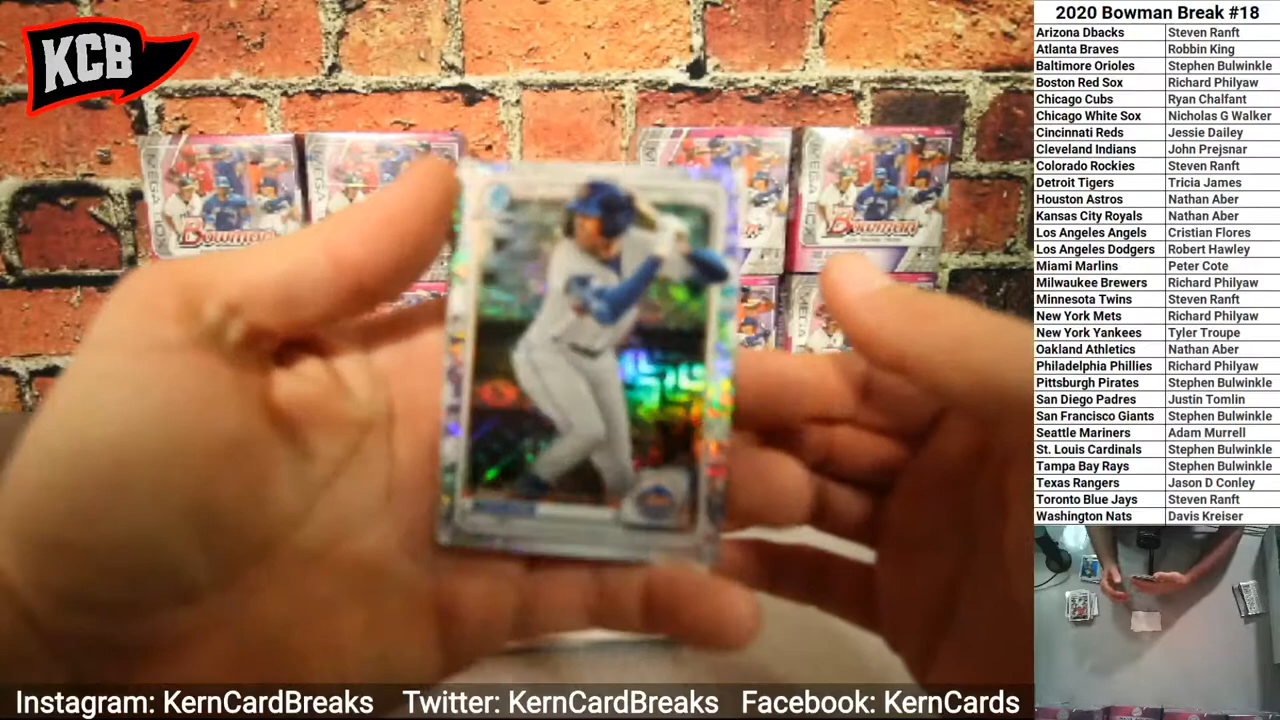 KCB
2020 Bowman Break #18
Arizona Dbacks Steven Ranft
Atlanta Braves Robbin King
Baltimore Orioles Stephen Bulwinkle
Boston Red Sox Richard Philyaw
Chicago Cubs Ryan Chalfant
Chicago White Sox Nicholas G Walker
Cincinnati Reds Jessie Dailey
Cleveland Indians John Prejsnar
Colorado Rockies Steven Ranft
Detroit Tigers Tricia James
Houston Astros Nathan Aber
Kansas City Royals Nathan Aber
Los Angeles Angels Cristian Flores
Los Angeles Dodgers Robert Hawley
Miami Marlins Peter Cote
Milwaukee Brewers Richard Philyaw
Minnesota Twins Steven Ranft
New York Mets Richard Philyaw
New York Yankees Tyler Troupe
Oakland Athletics Nathan Aber
Philadelphia Phillies Richard Philyaw
Pittsburgh Pirates Stephen Bulwinkle
San Diego Padres Justin Tomlin
San Francisco Giants Stephen Bulwinkle
Seattle Mariners Adam Murrell
St. Louis Cardinals Stephen Bulwinkle
Tampa Bay Rays Stephen Bulwinkle
Texas Rangers Jason D Conley
Toronto Blue Jays Steven Ranft
Washington Nats Davis Kreiser
Bowman
Bowman
MEGA
Instagram: KernCardBreaks Twitter: KernCardBreaks Facebook: KernCards